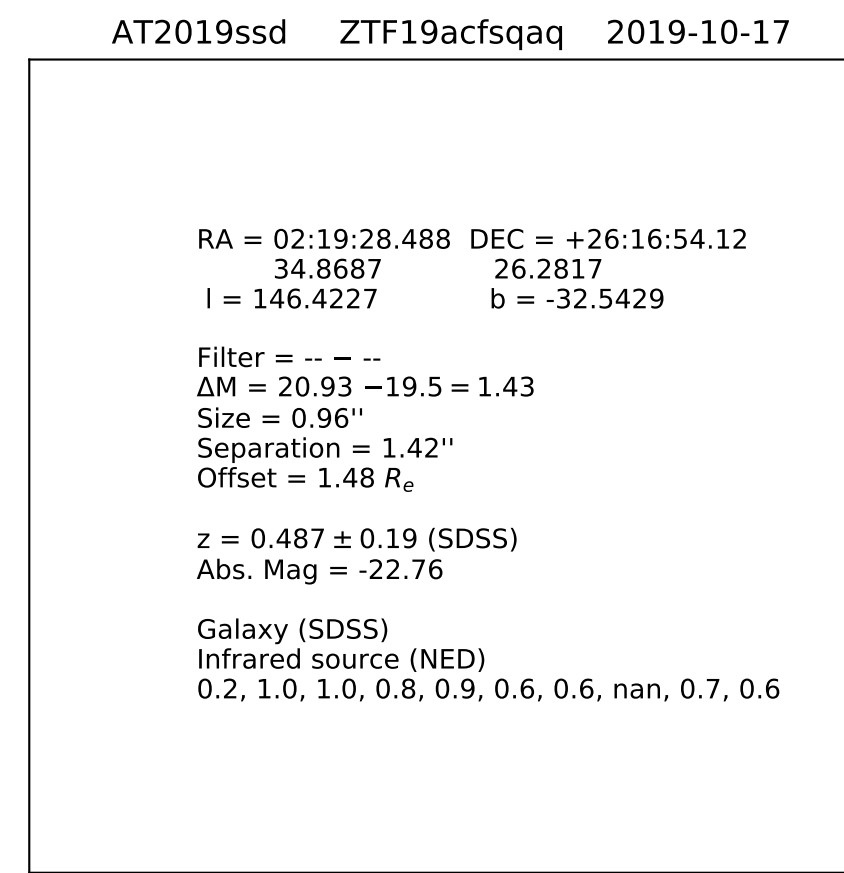 AT2019ssd ZTF19acfsqaq 2019-10-17
RA = 02:19:28.488 DEC = +26:16:54.12
34.8687 26.2817
l = 146.4227 b = -32.5429
Filter = -- − --
ΔM = 20.93 −19.5 = 1.43
Size = 0.96''
Separation = 1.42''
Offset = 1.48 Rₑ
z = 0.487 ± 0.19 (SDSS)
Abs. Mag = -22.76
Galaxy (SDSS)
Infrared source (NED)
0.2, 1.0, 1.0, 0.8, 0.9, 0.6, 0.6, nan, 0.7, 0.6